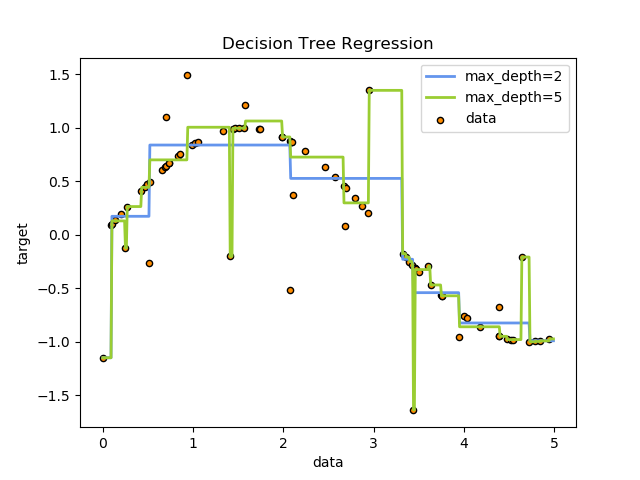 Decision Tree Regression
max_depth=2
max_depth=5
data
1.5
1.0
0.5
0.0
−0.5
−1.0
−1.5
target
0 1 2 3 4 5
data